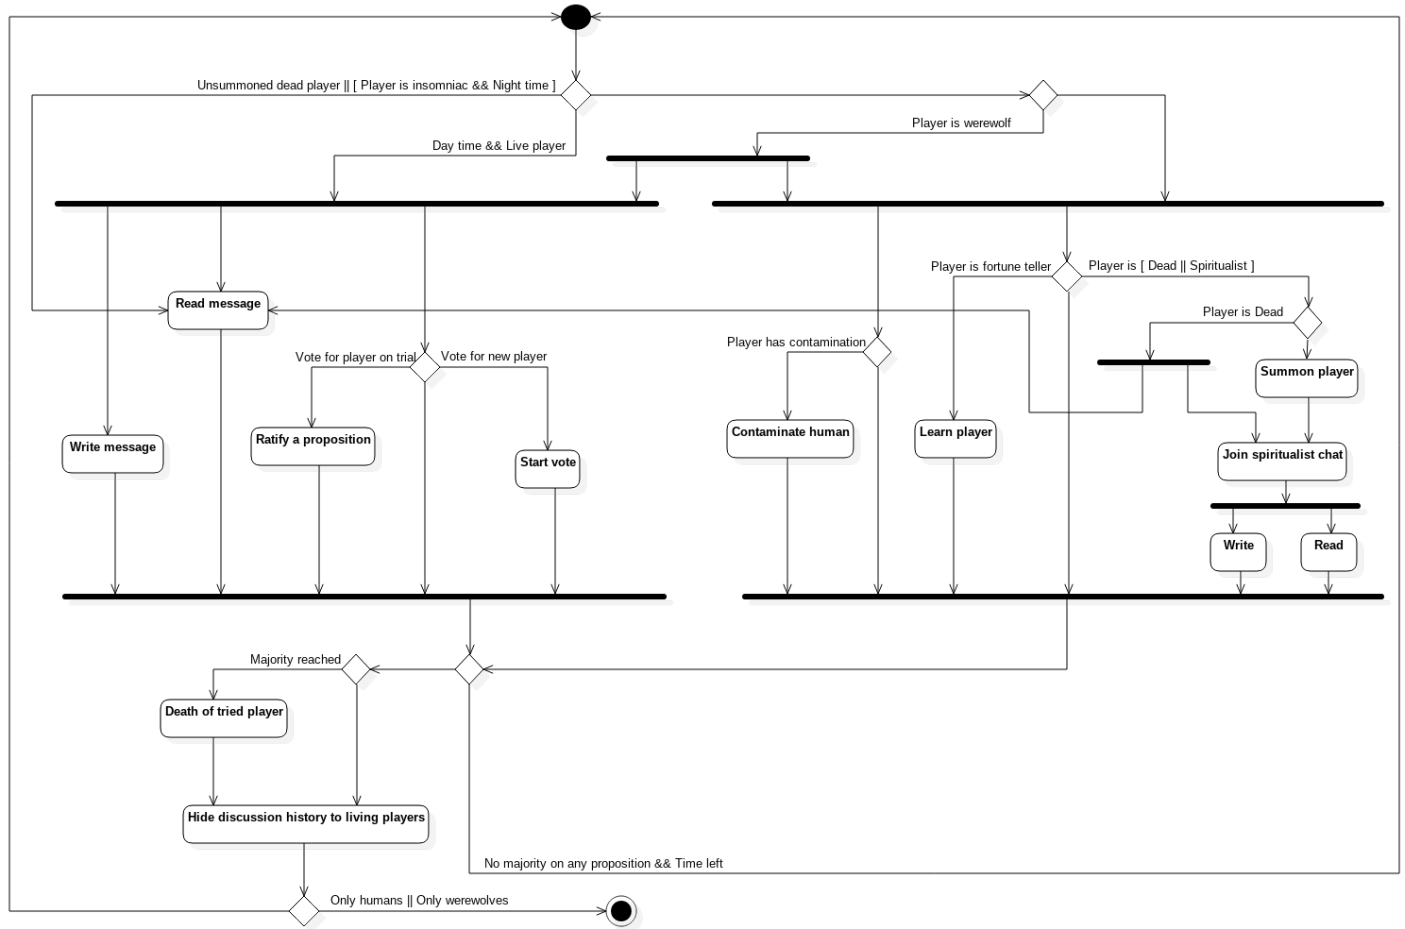 Unsummoned dead player || [ Player is insomniac && Night time ]
Player is werewolf
Day time && Live player
Player is fortune teller
Player is [ Dead || Spiritualist ]
Read message
Player is Dead
Player has contamination
Vote for player on trial
Vote for new player
Summon player
Contaminate human
Learn player
Ratify a proposition
Write message
Join spiritualist chat
Start vote
Write
Read
Majority reached
Death of tried player
Hide discussion history to living players
No majority on any proposition && Time left
Only humans || Only werewolves